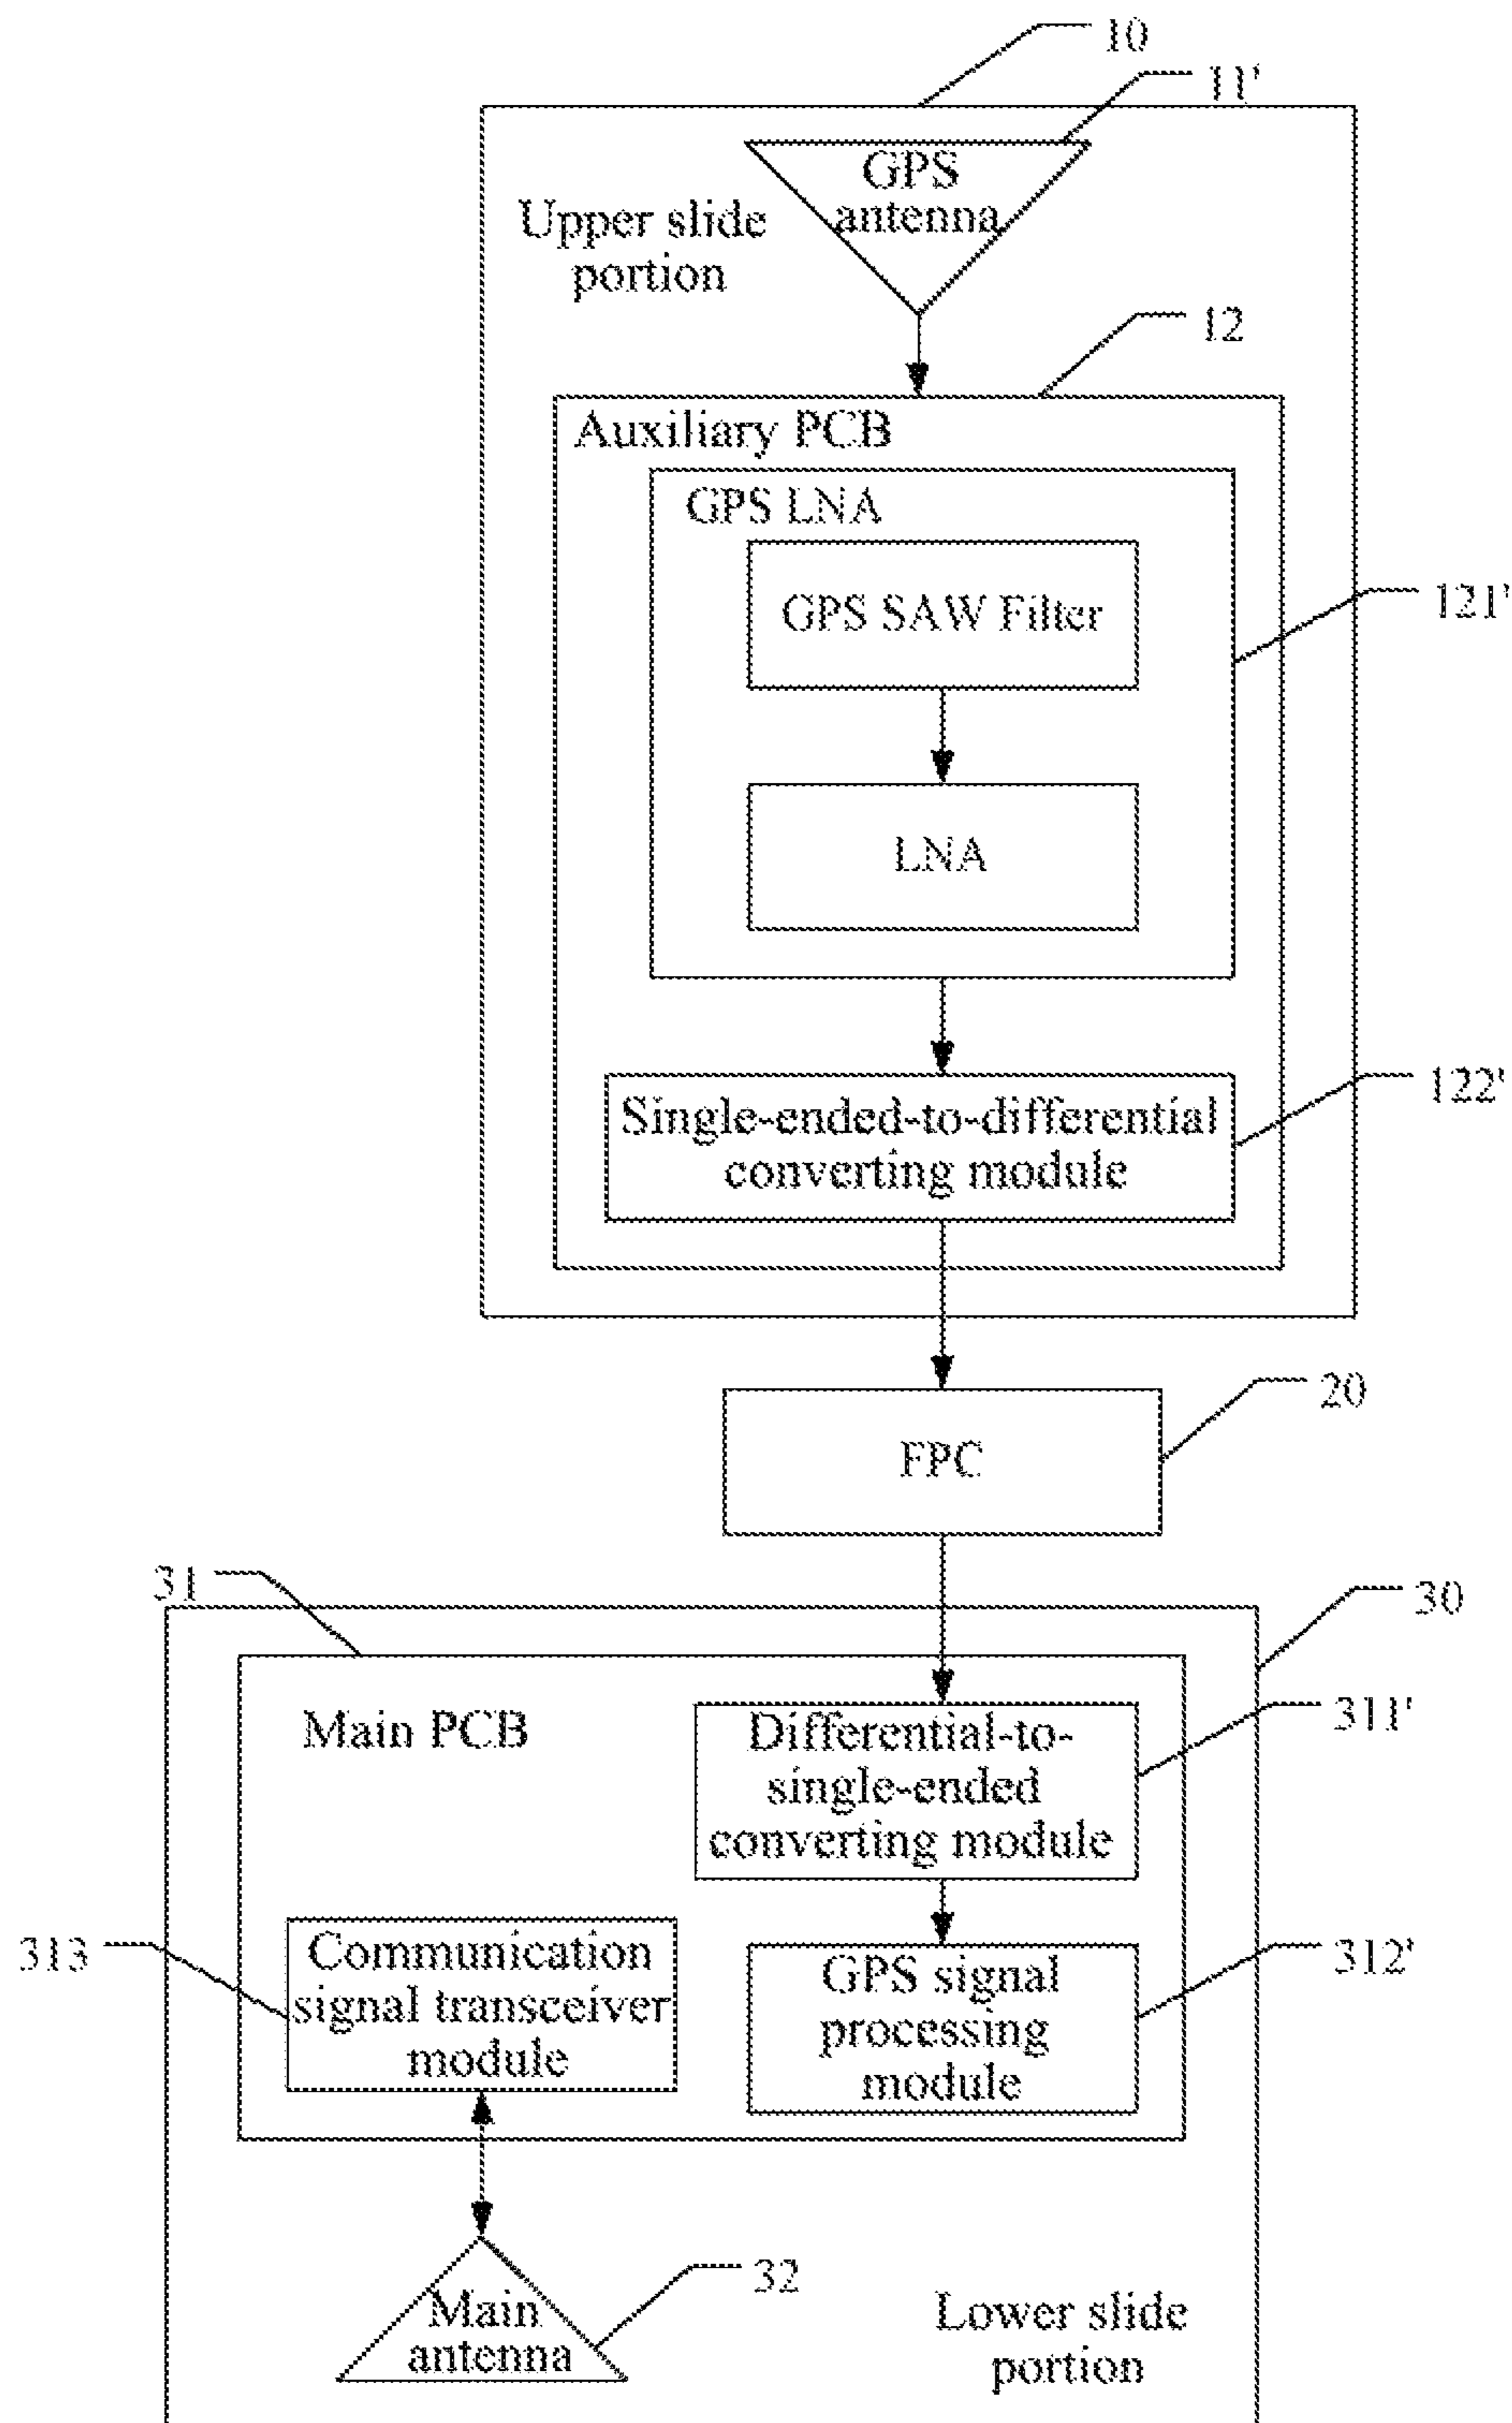 10
11'
GPS
antenna
Upper slide
portion
12
Auxiliary PCB
GPS LNA
GPS SAW Filter
121'
LNA
Single-ended-to-differential
converting module
122'
20
FPC
31
30
Main PCB
Differential-to-
single-ended
converting module
311'
313
Communication
signal transceiver
module
GPS signal
processing
module
312'
Main
antenna
32
Lower slide
portion